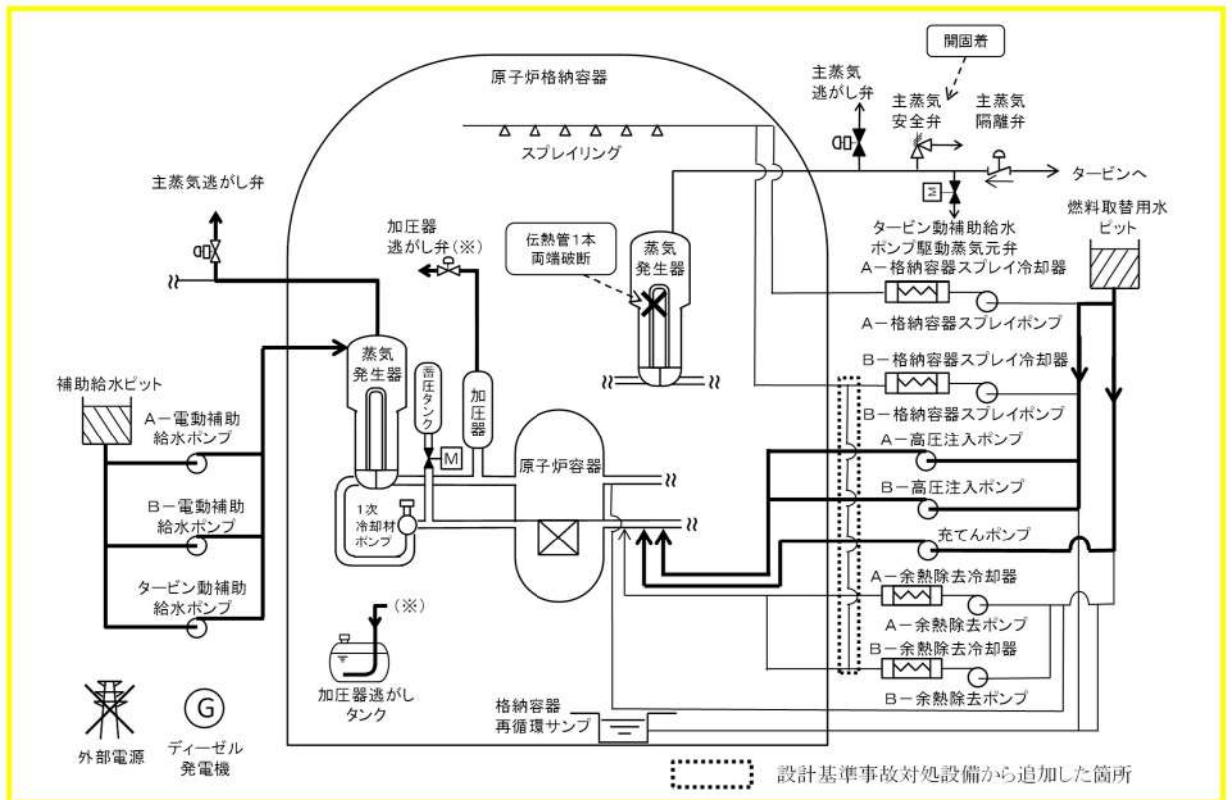 開固着
主蒸気
逃がし弁
主蒸気
安全弁
主蒸気
隔離弁
原子炉格納容器
スプレイリング
タービンへ
M
タービン動補助給水
ポンプ駆動蒸気元弁
燃料取替用水
ピット
主蒸気逃がし弁
加圧器
逃がし弁(※)
伝熱管1本
両端破断
蒸気
発生器
A-格納容器スプレイ冷却器
A-格納容器スプレイポンプ
B-格納容器スプレイ冷却器
B-格納容器スプレイポンプ
蒸気
発生器
蓄圧タンク
加圧器
M
原子炉容器
1次
冷却材
ポンプ
補助給水ピット
A-電動補助
給水ポンプ
B-電動補助
給水ポンプ
タービン動補助
給水ポンプ
A-高圧注入ポンプ
B-高圧注入ポンプ
充てんポンプ
A-余熱除去冷却器
A-余熱除去ポンプ
B-余熱除去冷却器
B-余熱除去ポンプ
(※)
加圧器逃がし
タンク
格納容器
再循環サンプ
外部電源
G
ディーゼル
発電機
設計基準事故対処設備から追加した箇所